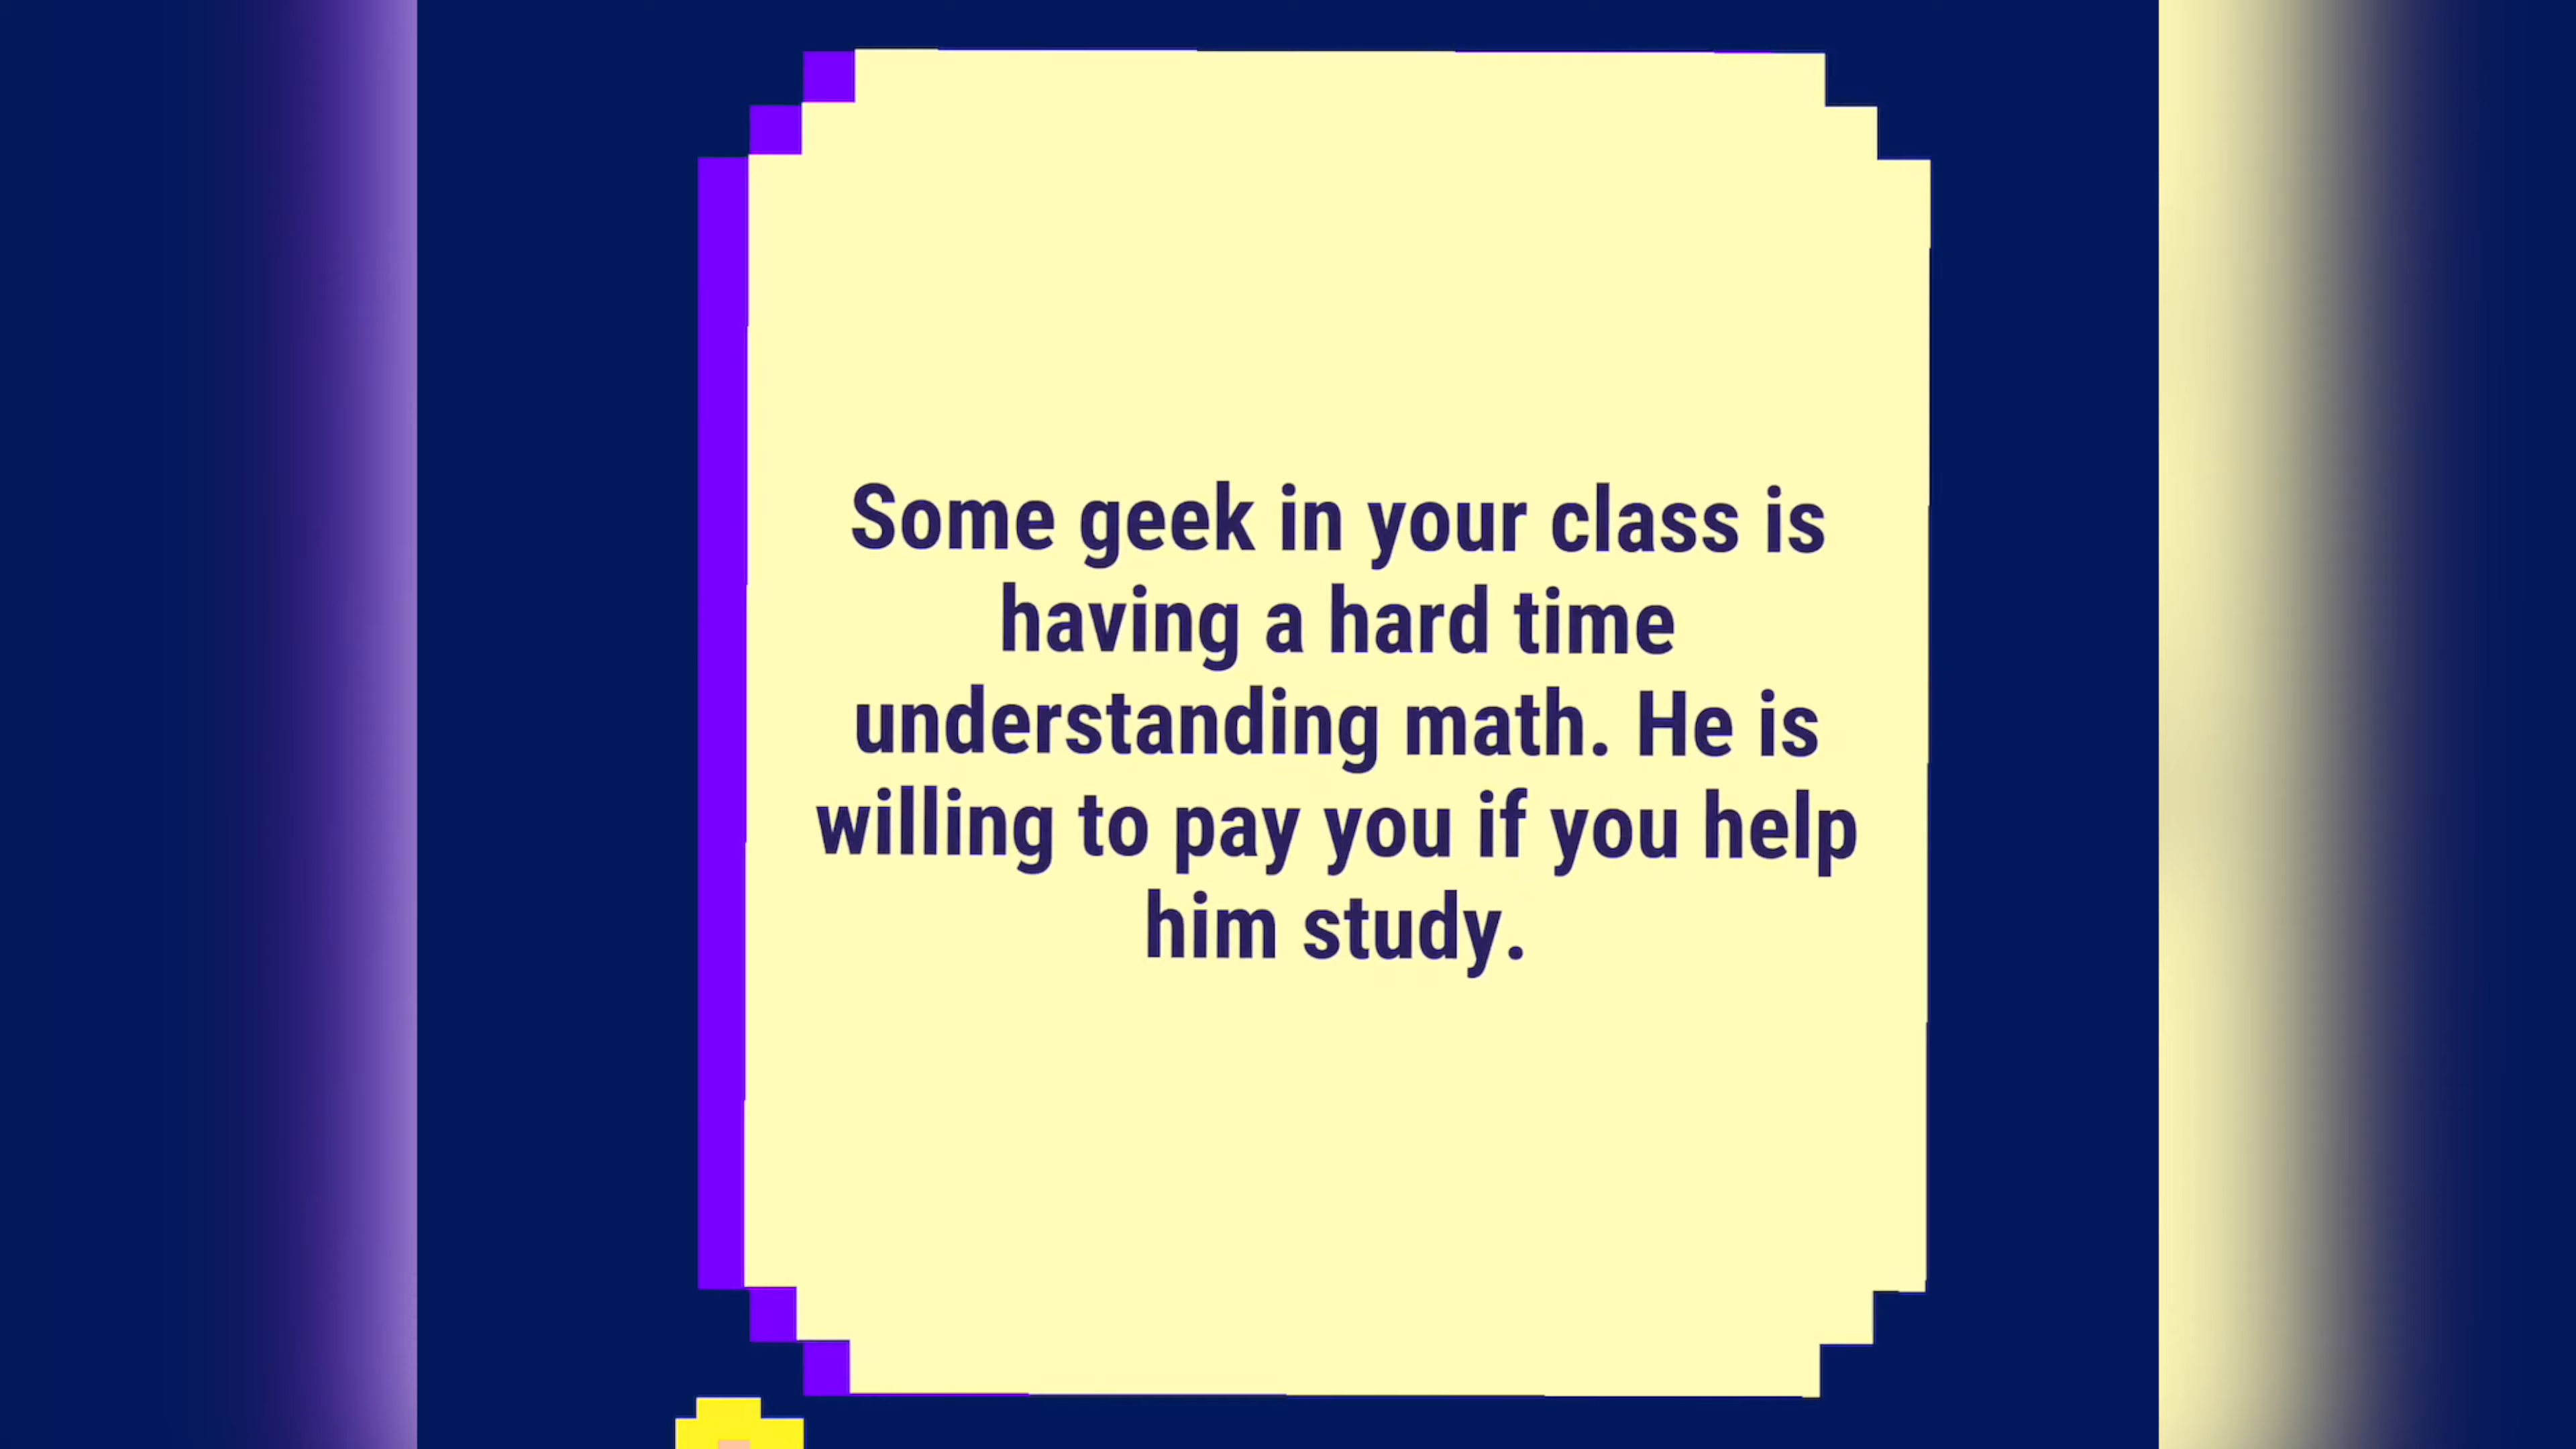 Some geek in your class is
having a hard time
understanding math. He is
willing to pay you if you help
him study.